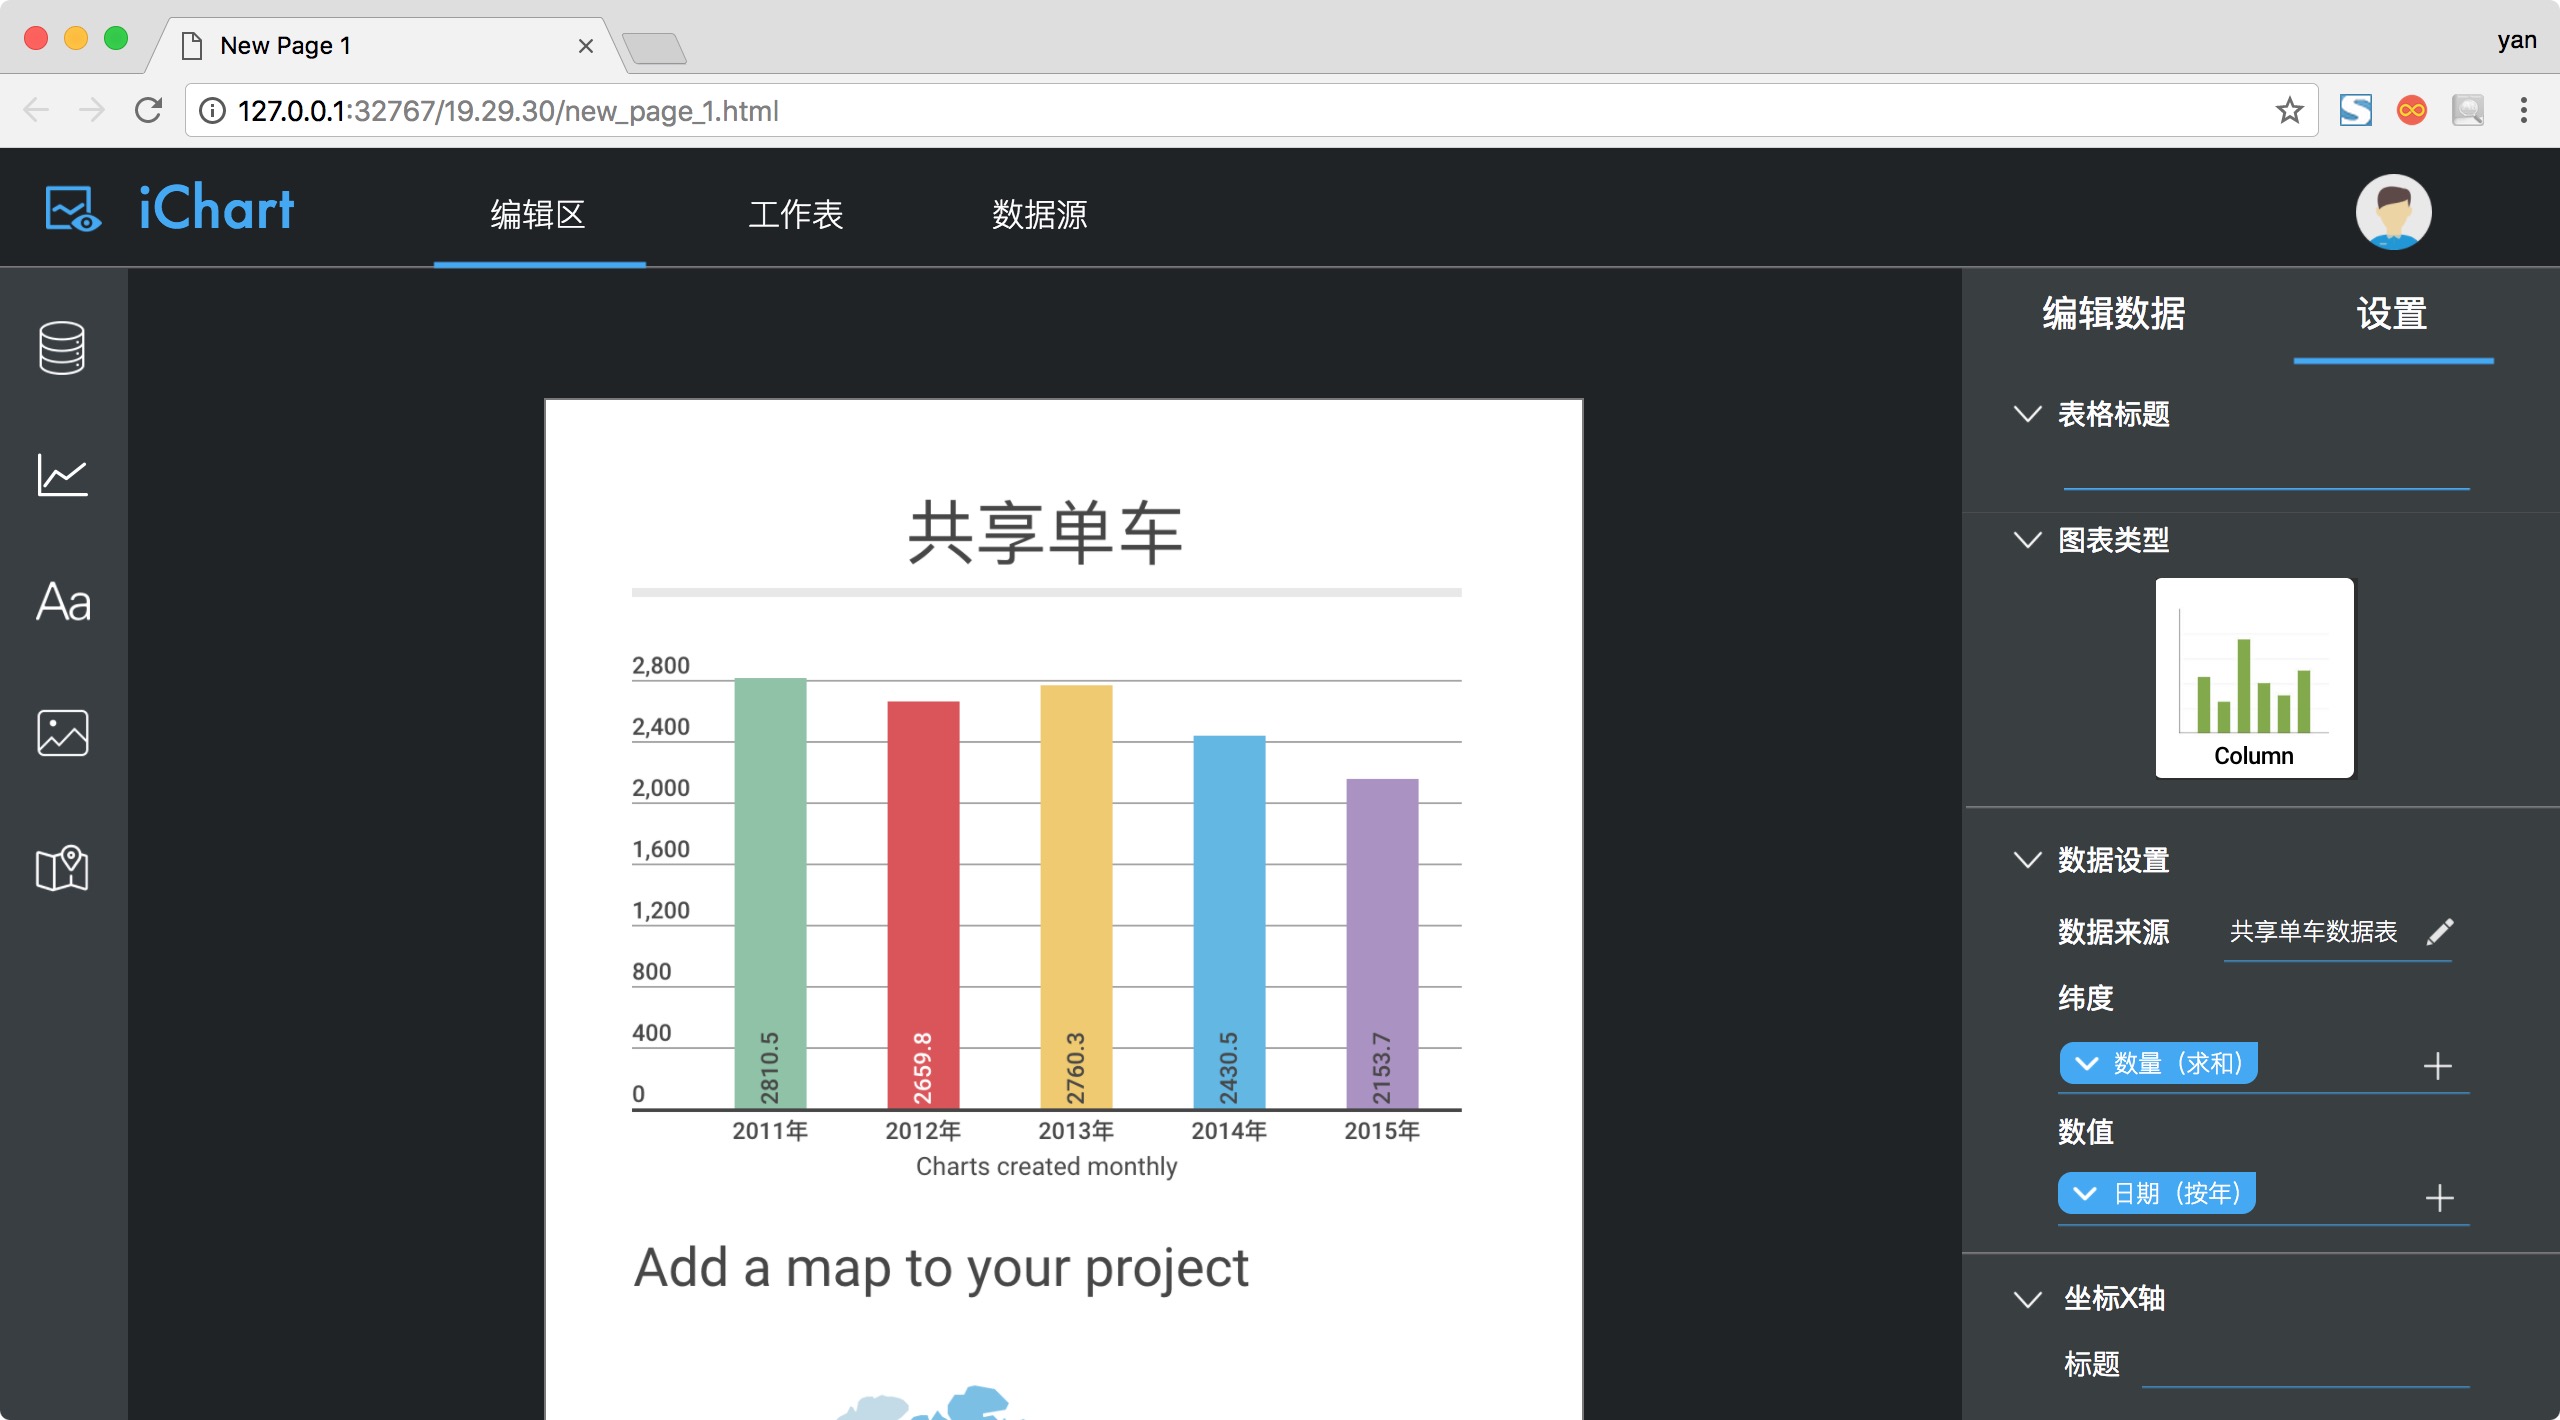 New Page 1
yan
127.0.0.1:32767/19.29.30/new_page_1.html
iChart
编辑区
工作表
数据源
编辑数据
设置
表格标题
图表类型
Column
数据设置
数据来源
共享单车数据表
纬度
数量（求和）
数值
日期（按年）
坐标X轴
标题
Aa
共享单车
2,800
2,400
2,000
1,600
1,200
800
400
0
2810.5
2659.8
2760.3
2430.5
2153.7
2011年
2012年
2013年
2014年
2015年
Charts created monthly
Add a map to your project